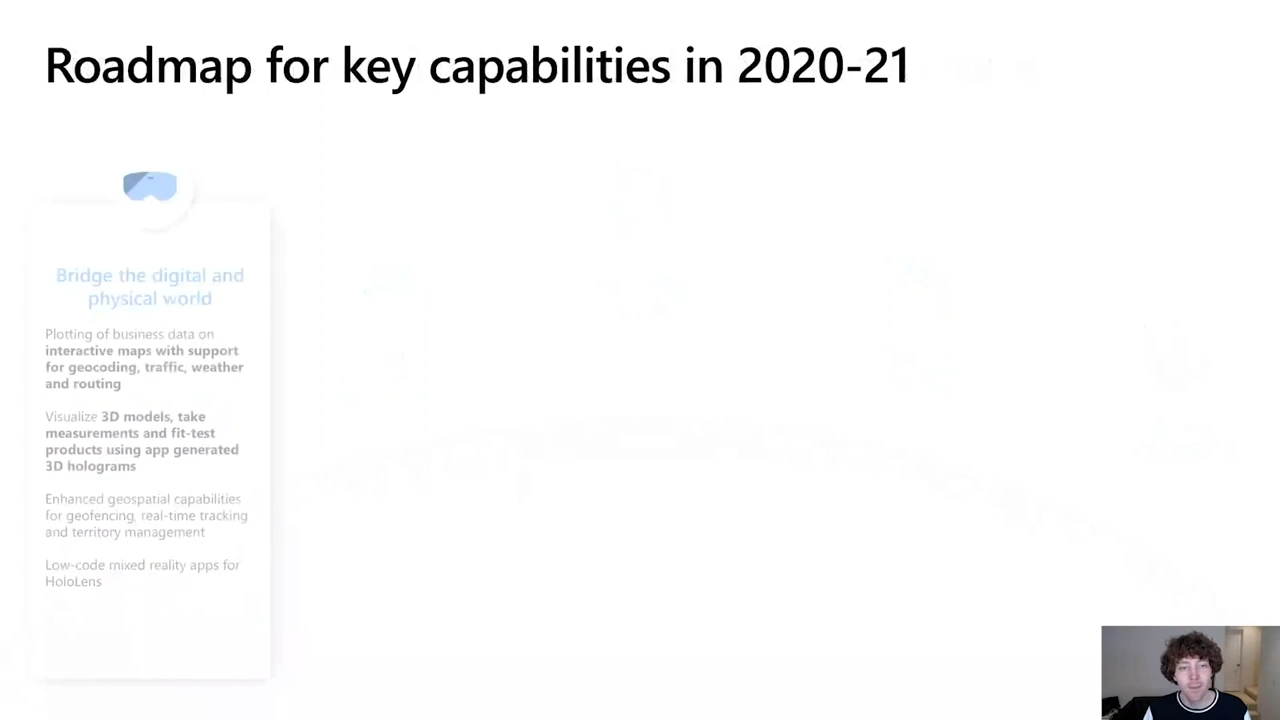 Roadmap for key capabilities in 2020-21
Bridge the digital and
physical world
Plotting of business data on
interactive maps with support
for geocoding, traffic, weather
and routing
Visualize 3D models, take
measurements and fit-test
products using app generated
3D holograms
Enhanced geospatial capabilities
for geofencing, real-time tracking
and territory management
Low-code mixed reality apps for
HoloLens